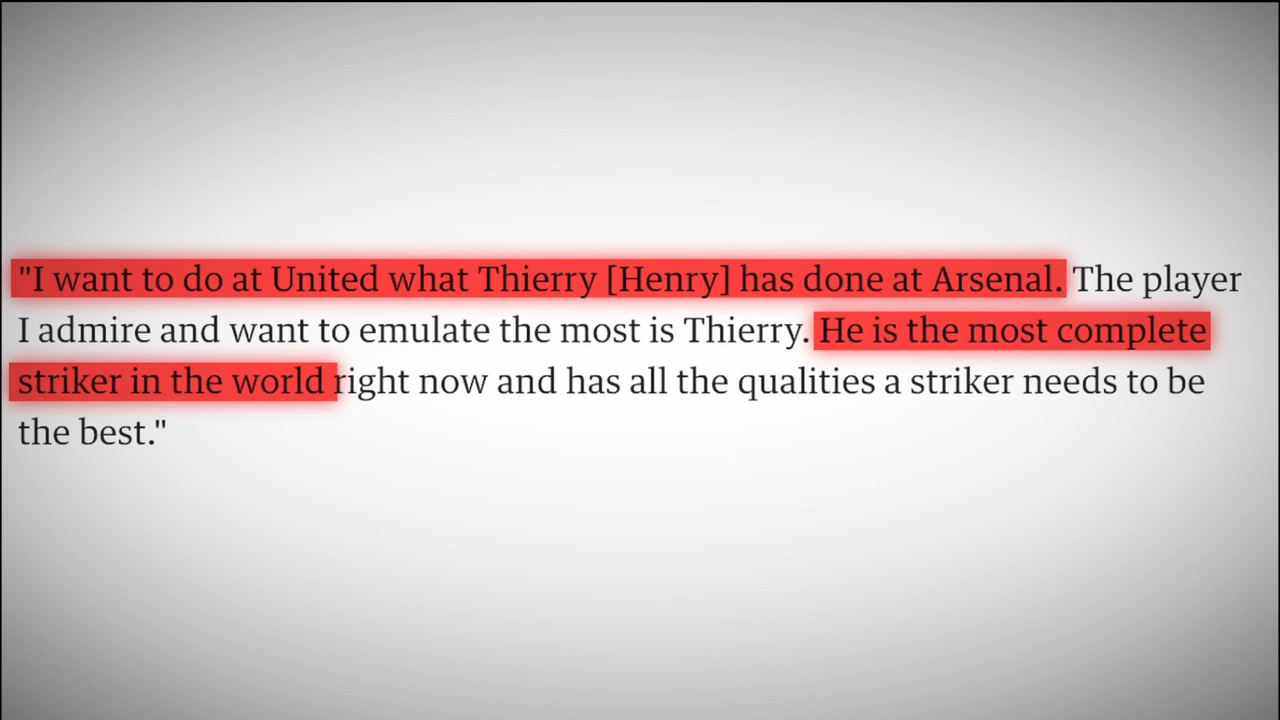 "I want to do at United what Thierry [Henry] has done at Arsenal. The player
I admire and want to emulate the most is Thierry. He is the most complete
striker in the world right now and has all the qualities a striker needs to be
the best."